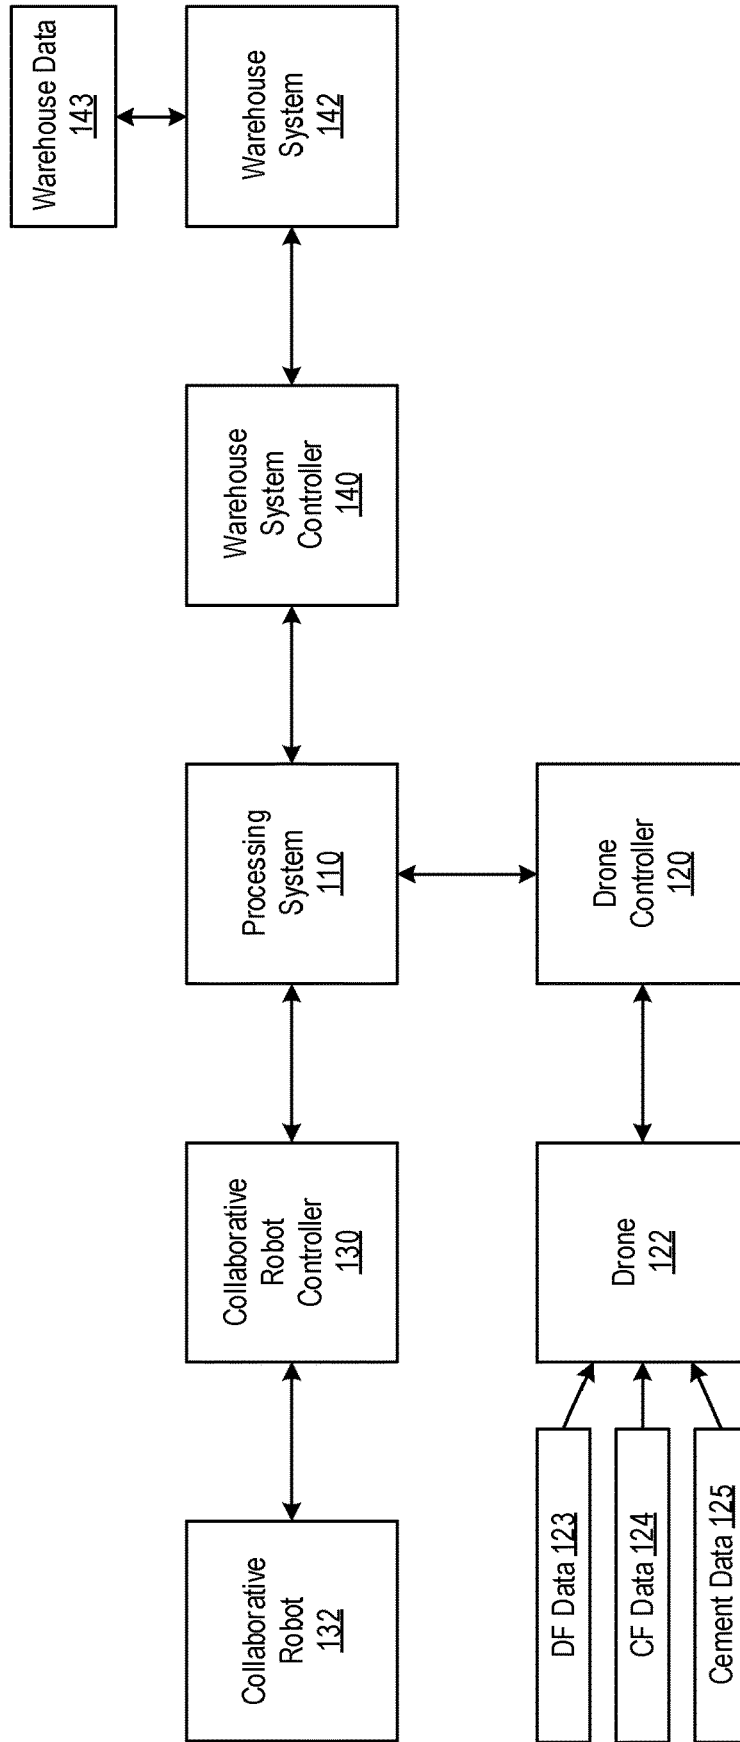 Collaborative
Robot
132
Collaborative
Robot
Controller
130
Processing
System
110
Warehouse
System
Controller
140
Warehouse
System
142
Warehouse Data
143
DF Data 123
CF Data 124
Cement Data 125
Drone
122
Drone
Controller
120